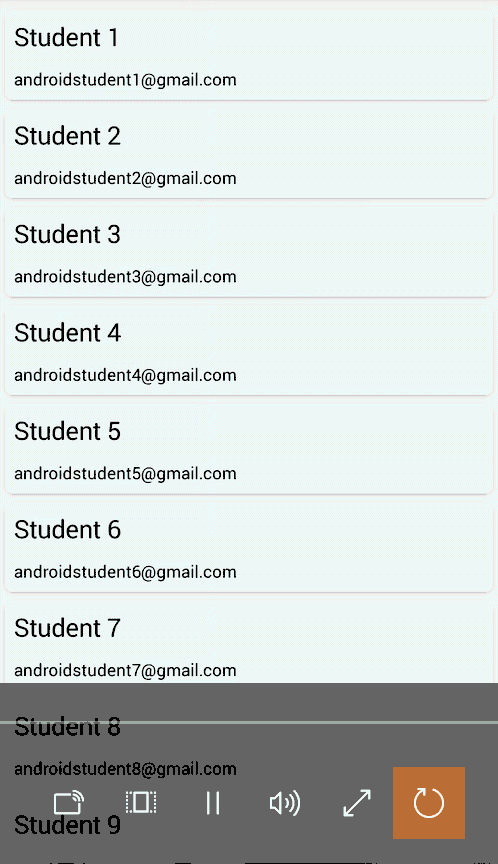 Student 1
androidstudent1@gmail.com
Student 2
androidstudent2@gmail.com
Student 3
androidstudent3@gmail.com
Student 4
androidstudent4@gmail.com
Student 5
androidstudent5@gmail.com
Student 6
androidstudent6@gmail.com
Student 7
androidstudent7@gmail.com
Student 8
androidstudent8@gmail.com
Student 9